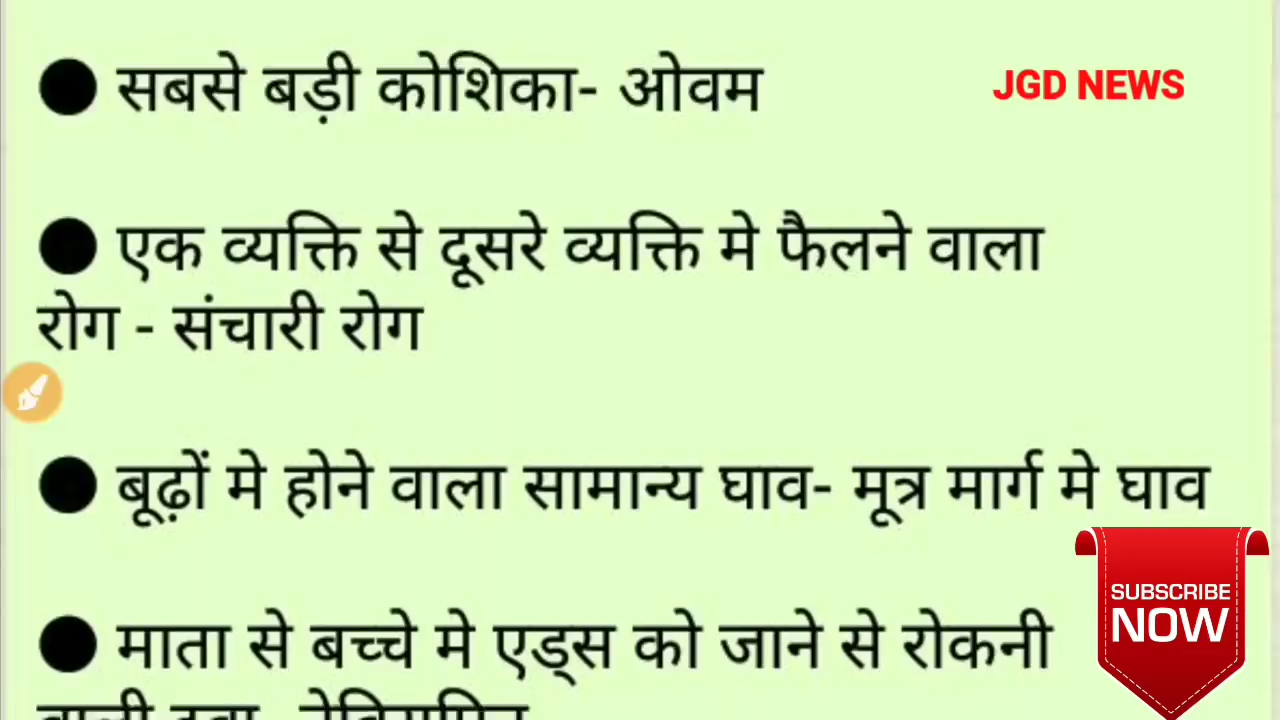 ● सबसे बड़ी कोशिका- ओवम
JGD NEWS
● एक व्यक्ति से दूसरे व्यक्ति मे फैलने वाला
रोग - संचारी रोग
● बूढ़ों मे होने वाला सामान्य घाव- मूत्र मार्ग मे घाव
● माता से बच्चे मे एड्स को जाने से रोकनी
SUBSCRIBE
NOW